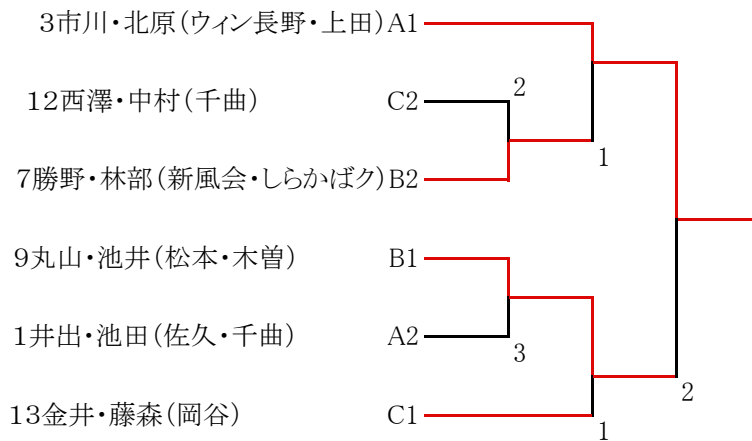 3市川・北原(ウィン長野・上田)A1
12西澤・中村(千曲) C2 2
1
7勝野・林部(新風会・しらかばク)B2
9丸山・池井(松本・木曽) B1
1井出・池田(佐久・千曲) A2 3
2
13金井・藤森(岡谷) C1 1